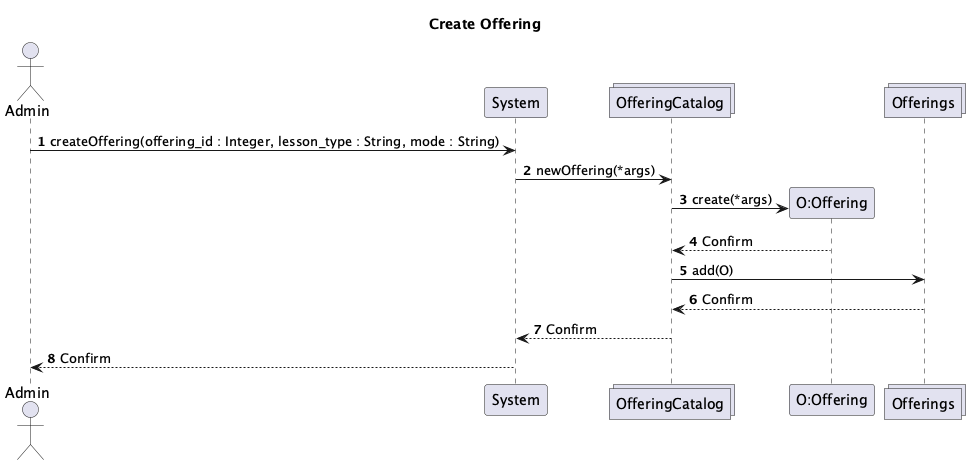 Create Offering
Admin
System
OfferingCatalog
Offerings
1 createOffering(offering_id : Integer, lesson_type : String, mode : String)
2 newOffering(*args)
3 create(*args)
O:Offering
4 Confirm
5 add(O)
6 Confirm
7 Confirm
8 Confirm
Admin
System
OfferingCatalog
O:Offering
Offerings